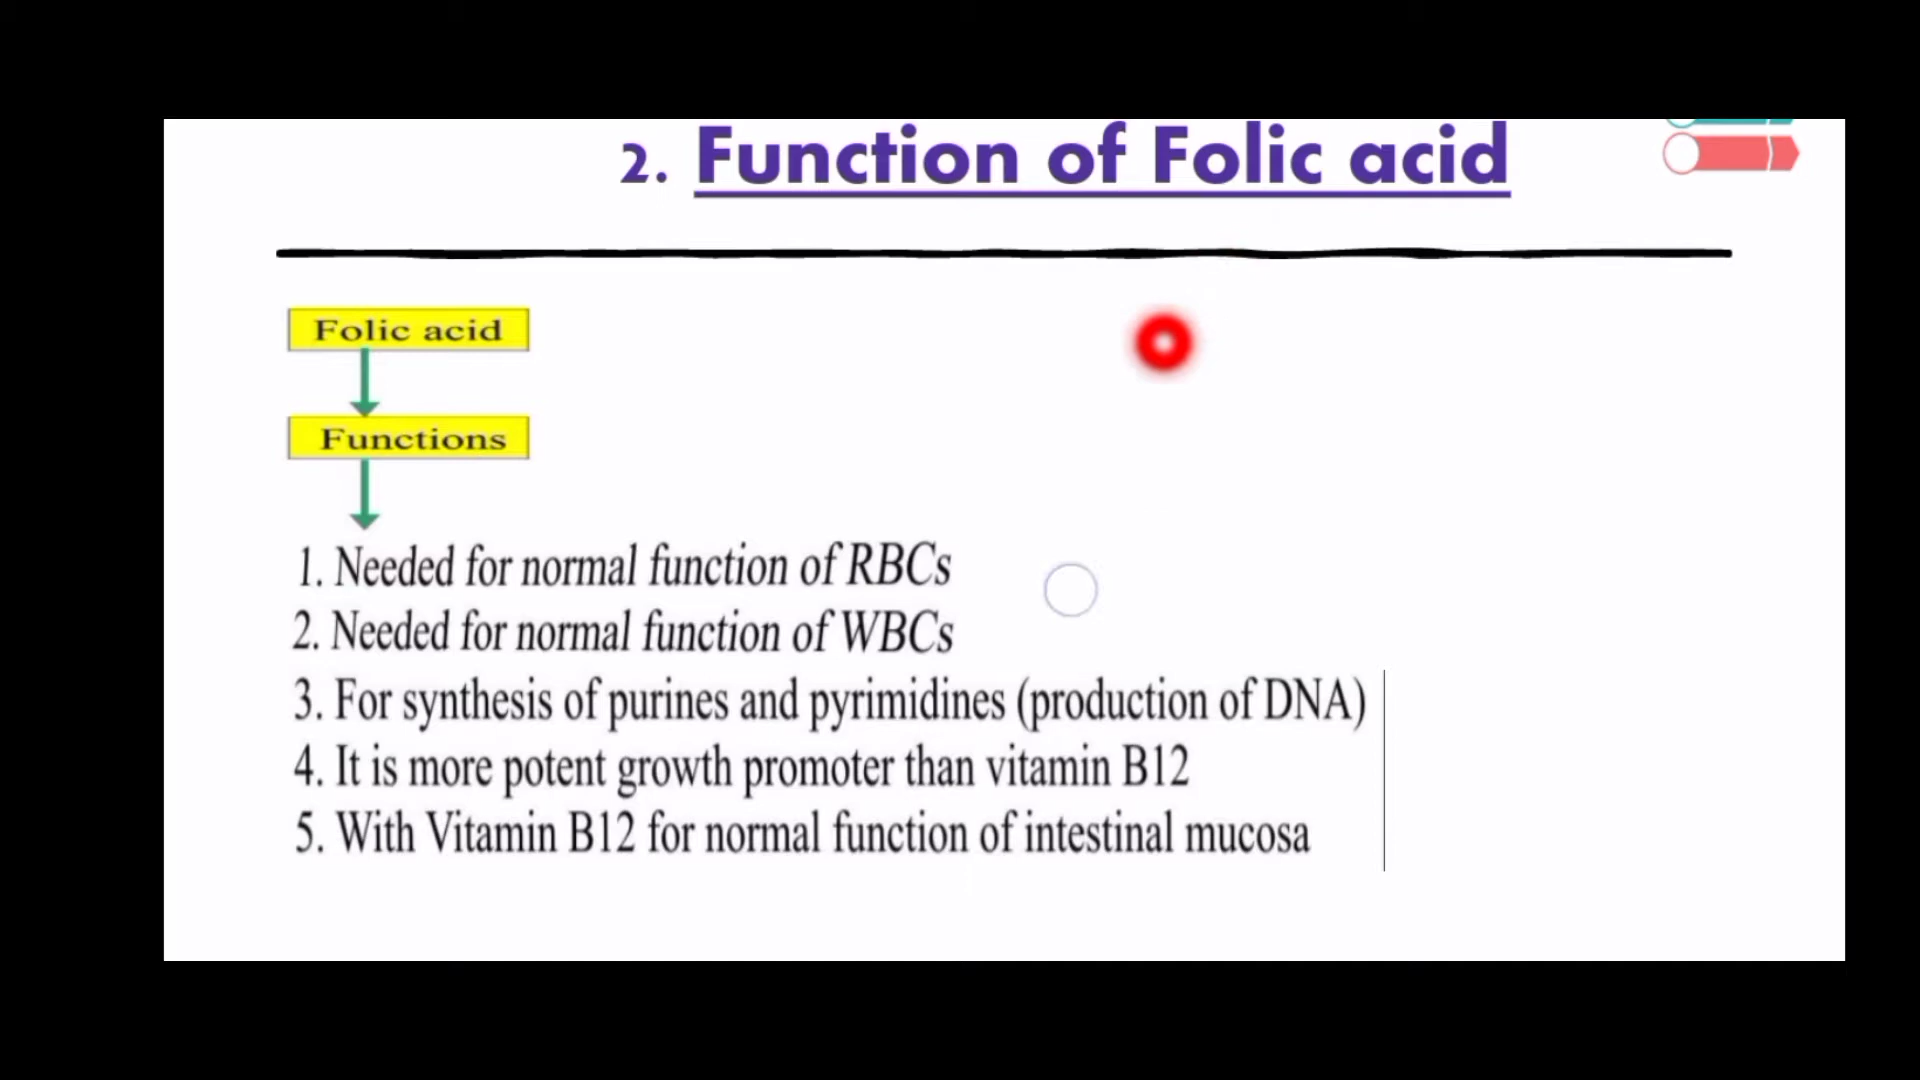 2. Function of Folic acid
Folic acid
Functions
1. Needed for normal function of RBCs
2. Needed for normal function of WBCs
3. For synthesis of purines and pyrimidines (production of DNA)
4. It is more potent growth promoter than vitamin B12
5. With Vitamin B12 for normal function of intestinal mucosa